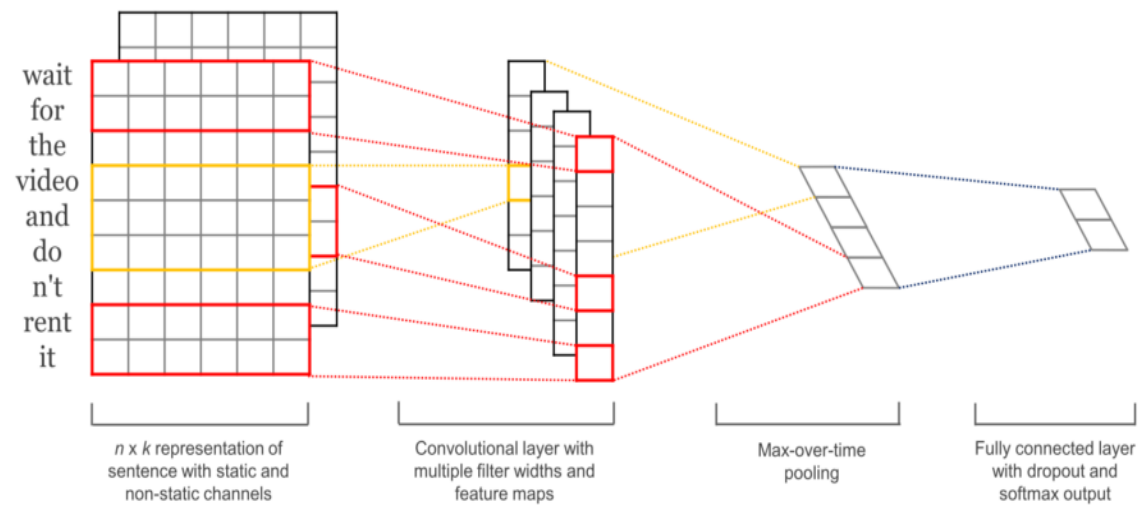 wait
for
the
video
and
do
n't
rent
it
n x k representation of
sentence with static and
non-static channels
Convolutional layer with
multiple filter widths and
feature maps
Max-over-time
pooling
Fully connected layer
with dropout and
softmax output